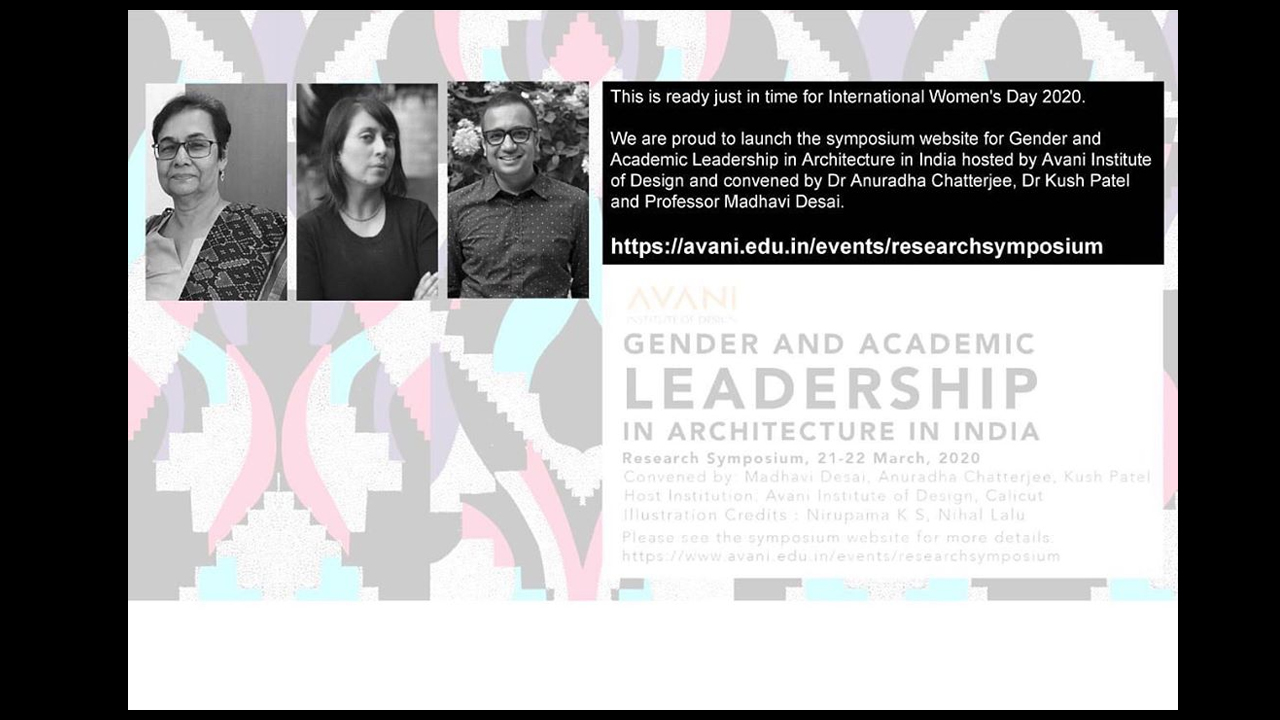 This is ready just in time for International Women's Day 2020.
We are proud to launch the symposium website for Gender and
Academic Leadership in Architecture in India hosted by Avani Institute
of Design and convened by Dr Anuradha Chatterjee, Dr Kush Patel
and Professor Madhavi Desai.
https://avani.edu.in/events/researchsymposium
AVANI
INSTITUTE OF DESIGN
GENDER AND ACADEMIC
LEADERSHIP
IN ARCHITECTURE IN INDIA
Research Symposium, 21-22 March, 2020
Convened by: Madhavi Desai, Anuradha Chatterjee, Kush Patel
Host Institution: Avani Institute of Design, Calicut
Illustration Credits : Nirupama K S, Nihal Lalu
Please see the symposium website for more details:
https://www.avani.edu.in/events/researchsymposium